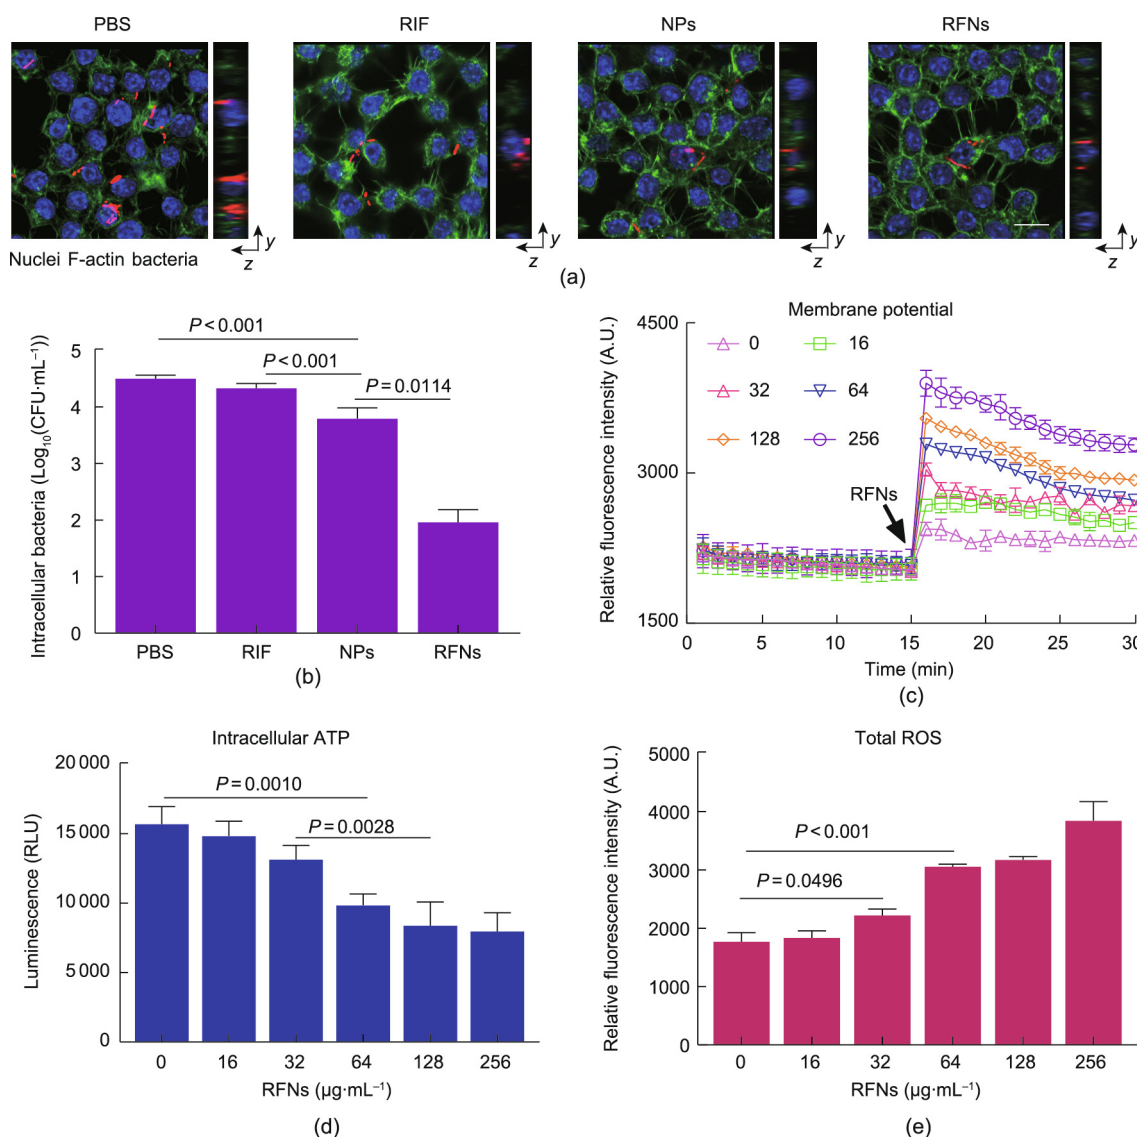 PBS RIF NPs RFNs
y y y y
z z z z
Nuclei F-actin bacteria
(a)
Intracellular bacteria (Log₁₀(CFU·mL⁻¹))
P < 0.001
P < 0.001
P = 0.0114
5
4
3
2
1
0
PBS RIF NPs RFNs
(b)
Relative fluorescence intensity (A.U.)
Membrane potential
4500
3000
1500
0 16
32 64
128 256
RFNs
0 5 10 15 20 25 30
Time (min)
(c)
Intracellular ATP
Luminescence (RLU)
20 000
15 000
10 000
5 000
0
P = 0.0010
P = 0.0028
0 16 32 64 128 256
RFNs (µg·mL⁻¹)
(d)
Total ROS
Relative fluorescence intensity (A.U.)
5000
4000
3000
2000
1000
0
P < 0.001
P = 0.0496
0 16 32 64 128 256
RFNs (µg·mL⁻¹)
(e)